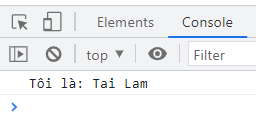 Elements Console
top Filter
Tôi là: Tai Lam